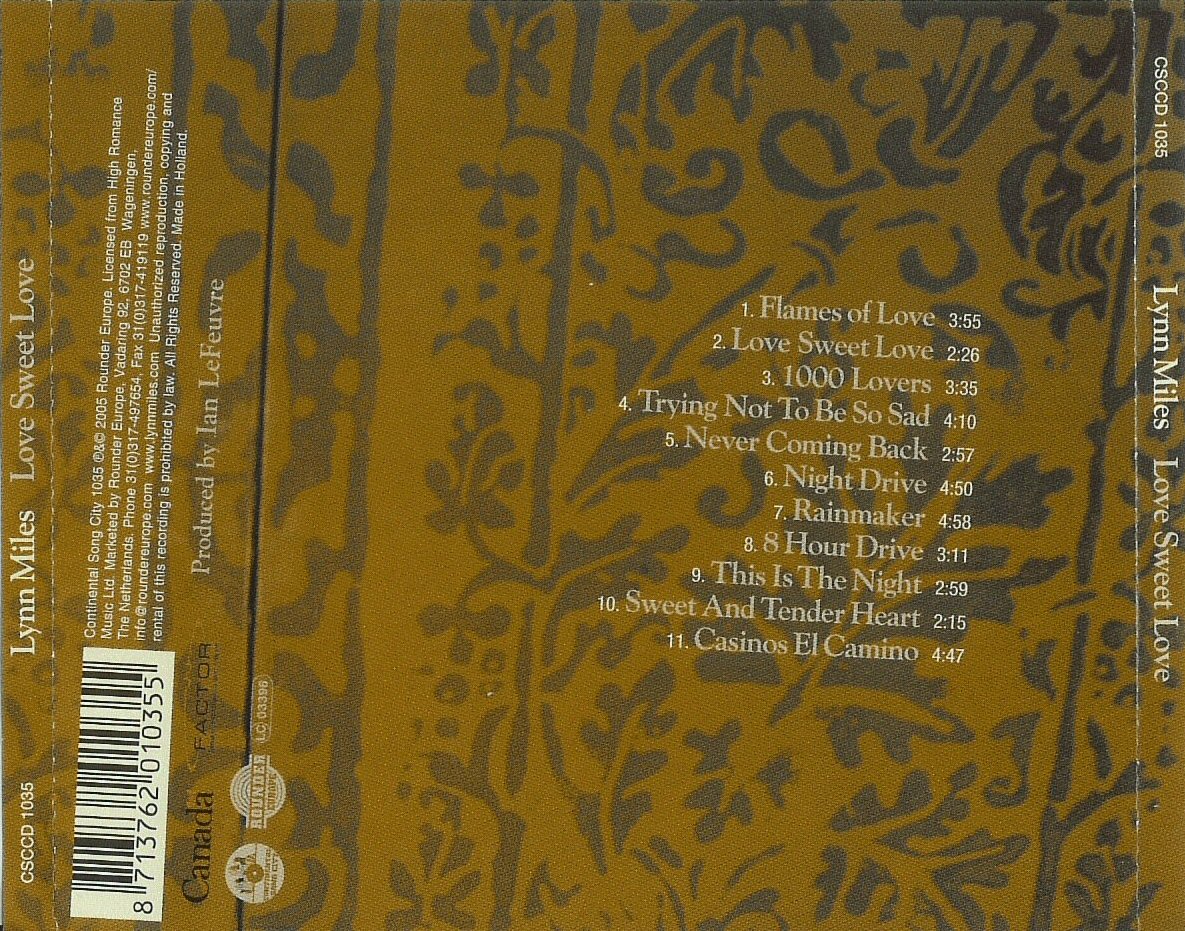 CSCCD 1035
Lynn Miles Love Sweet Love
1. Flames of Love 3:55
2. Love Sweet Love 2:26
3. 1000 Lovers 3:35
4. Trying Not To Be So Sad 4:10
5. Never Coming Back 2:57
6. Night Drive 4:50
7. Rainmaker 4:58
8. 8 Hour Drive 3:11
9. This Is The Night 2:59
10. Sweet And Tender Heart 2:15
11. Casinos El Camino 4:47
Produced by Ian LeFeuvre
Continental Song City 1035 ℗&© 2005 Rounder Europe. Licensed from High Romance
Music Ltd. Marketed by Rounder Europe, Vadaring 92, 6702 EB Wageningen,
The Netherlands. Phone 31(0)317-497654. Fax 31(0)317-419119 www.roundereurope.com/
info@roundereurope.com www.lynnmiles.com Unauthorized reproduction, copying and
rental of this recording is prohibited by law. All Rights Reserved. Made in Holland.
8 713762 010355
Canada
FACTOR
ROUNDER
EUROPE
LC 03396
CSCCD 1035
Lynn Miles Love Sweet Love